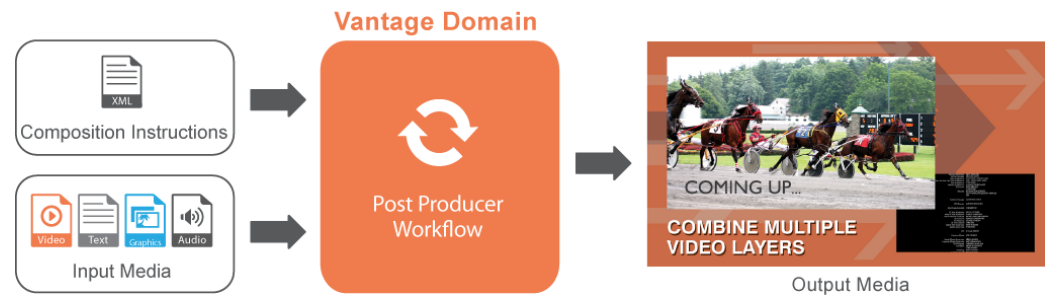 Vantage Domain
XML
Composition Instructions
Video
Text
Graphics
Audio
Input Media
Post Producer
Workflow
COMING UP...
COMBINE MULTIPLE
VIDEO LAYERS
Output Media